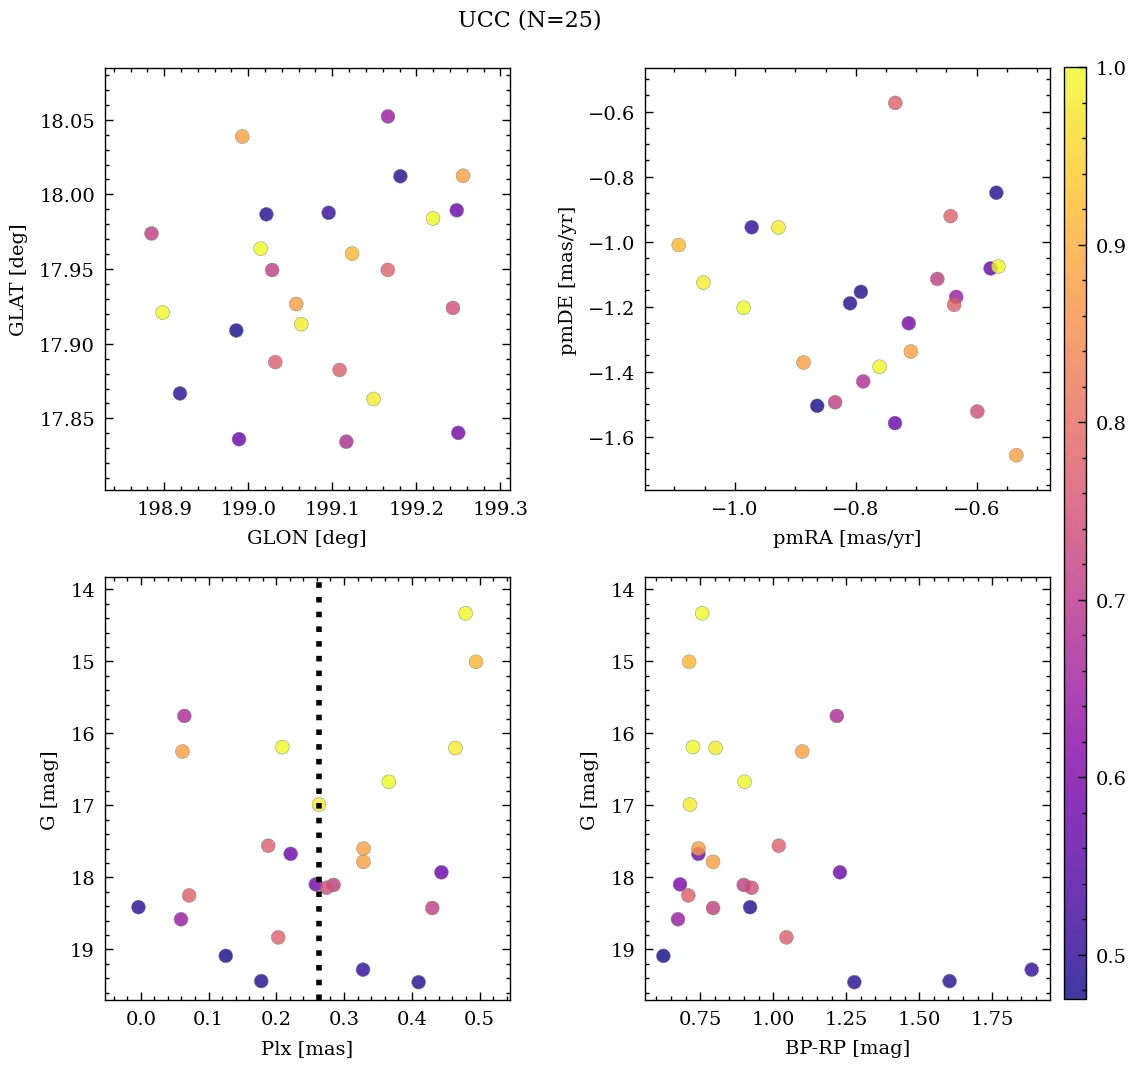 UCC (N=25)
18.05
18.00
17.95
17.90
17.85
GLAT [deg]
198.9 199.0 199.1 199.2 199.3
GLON [deg]
−0.6
−0.8
−1.0
−1.2
−1.4
−1.6
pmDE [mas/yr]
−1.0 −0.8 −0.6
pmRA [mas/yr]
14
15
16
17
18
19
G [mag]
0.0 0.1 0.2 0.3 0.4 0.5
Plx [mas]
14
15
16
17
18
19
G [mag]
0.75 1.00 1.25 1.50 1.75
BP-RP [mag]
1.0
0.9
0.8
0.7
0.6
0.5